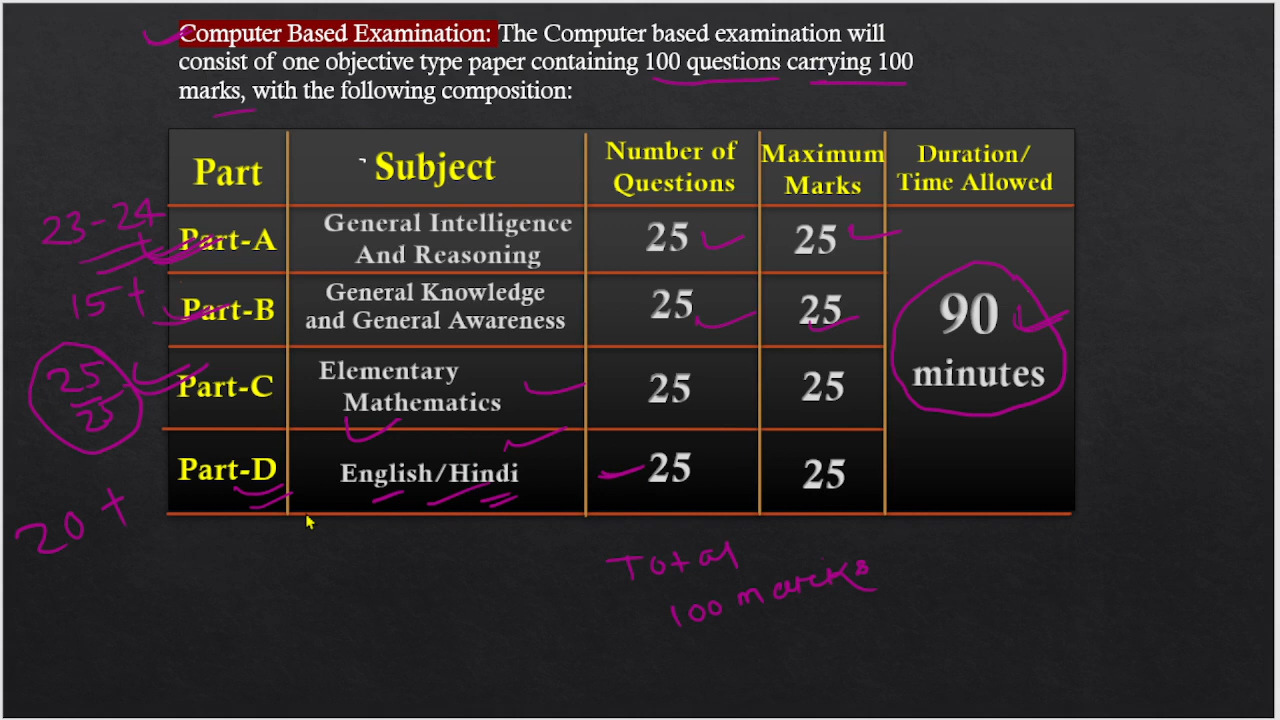 Computer Based Examination: The Computer based examination will
consist of one objective type paper containing 100 questions carrying 100
marks, with the following composition:
Part
Subject
Number of
Questions
Maximum
Marks
Duration/
Time Allowed
23-24
Part-A
General Intelligence
And Reasoning
25
25
15+
Part-B
General Knowledge
and General Awareness
25
25
90
minutes
25
25
Part-C
Elementary
Mathematics
25
25
20+
Part-D
English/Hindi
25
25
Total
100 marks